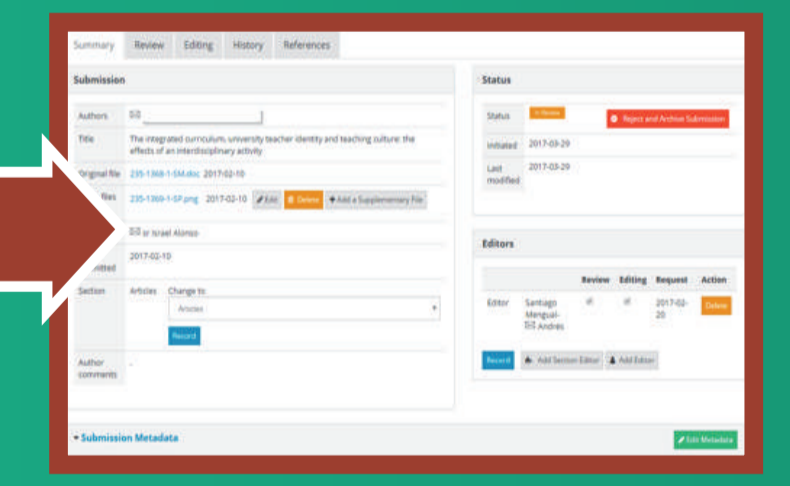 Summary Review Editing History References
Submission
Authors
Title The integrated curriculum, university teacher identity and teaching culture: the
effects of an interdisciplinary activity
Original file 235-1368-1-SM.doc 2017-02-10
files 235-1369-1-SP.png 2017-02-10 Edit Delete Add a Supplementary File
Israel Alonso
2017-02-10
Section Articles Change to
Articles
Record
Author
comments
Submission Metadata
Status
Status Review Reject and Archive Submission
Initiated 2017-03-29
Last
modified 2017-03-29
Editors
Review Editing Request Action
Editor Santiago
Mengual-
Andrés 2017-02-
20 Delete
Record Add Section Editor Add Editor
Edit Metadata